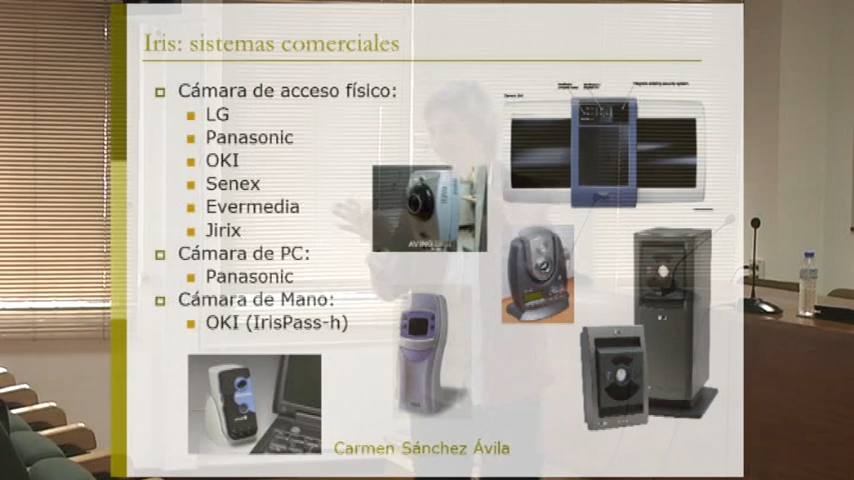 Iris: sistemas comerciales
Cámara de acceso físico:
LG
Panasonic
OKI
Senex
Evermedia
Jirix
Cámara de PC:
Panasonic
Cámara de Mano:
OKI (IrisPass-h)
Carmen Sánchez Ávila